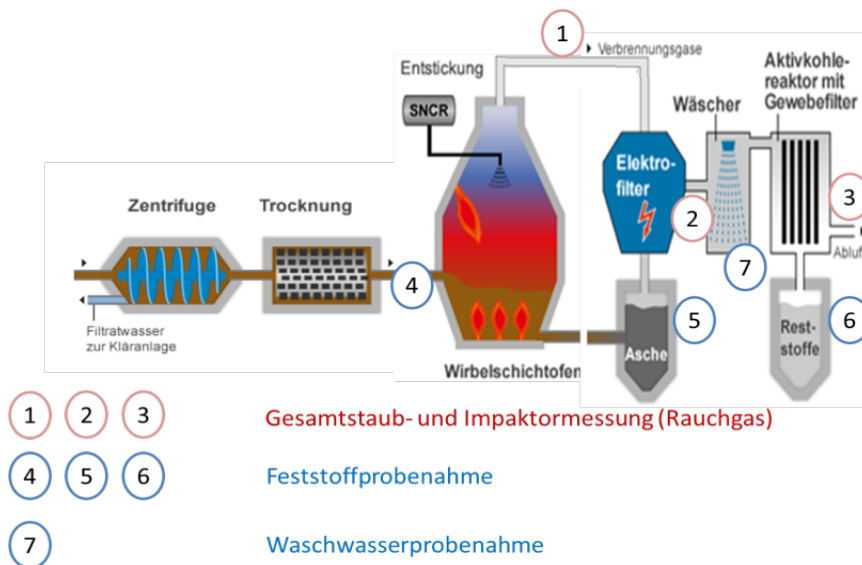 1
Verbrennungsgase
Aktivkohle-
reaktor mit
Gewebefilter
Entstickung
Wäscher
SNCR
Elektro-
filter
Zentrifuge
Trocknung
2
3
Abluf
4
7
Filtratwasser
zur Kläranlage
5
6
Asche
Rest-
stoffe
Wirbelschichtofen
1 2 3 Gesamtstaub- und Impaktormessung (Rauchgas)
4 5 6 Feststoffprobenahme
7 Waschwasserprobenahme